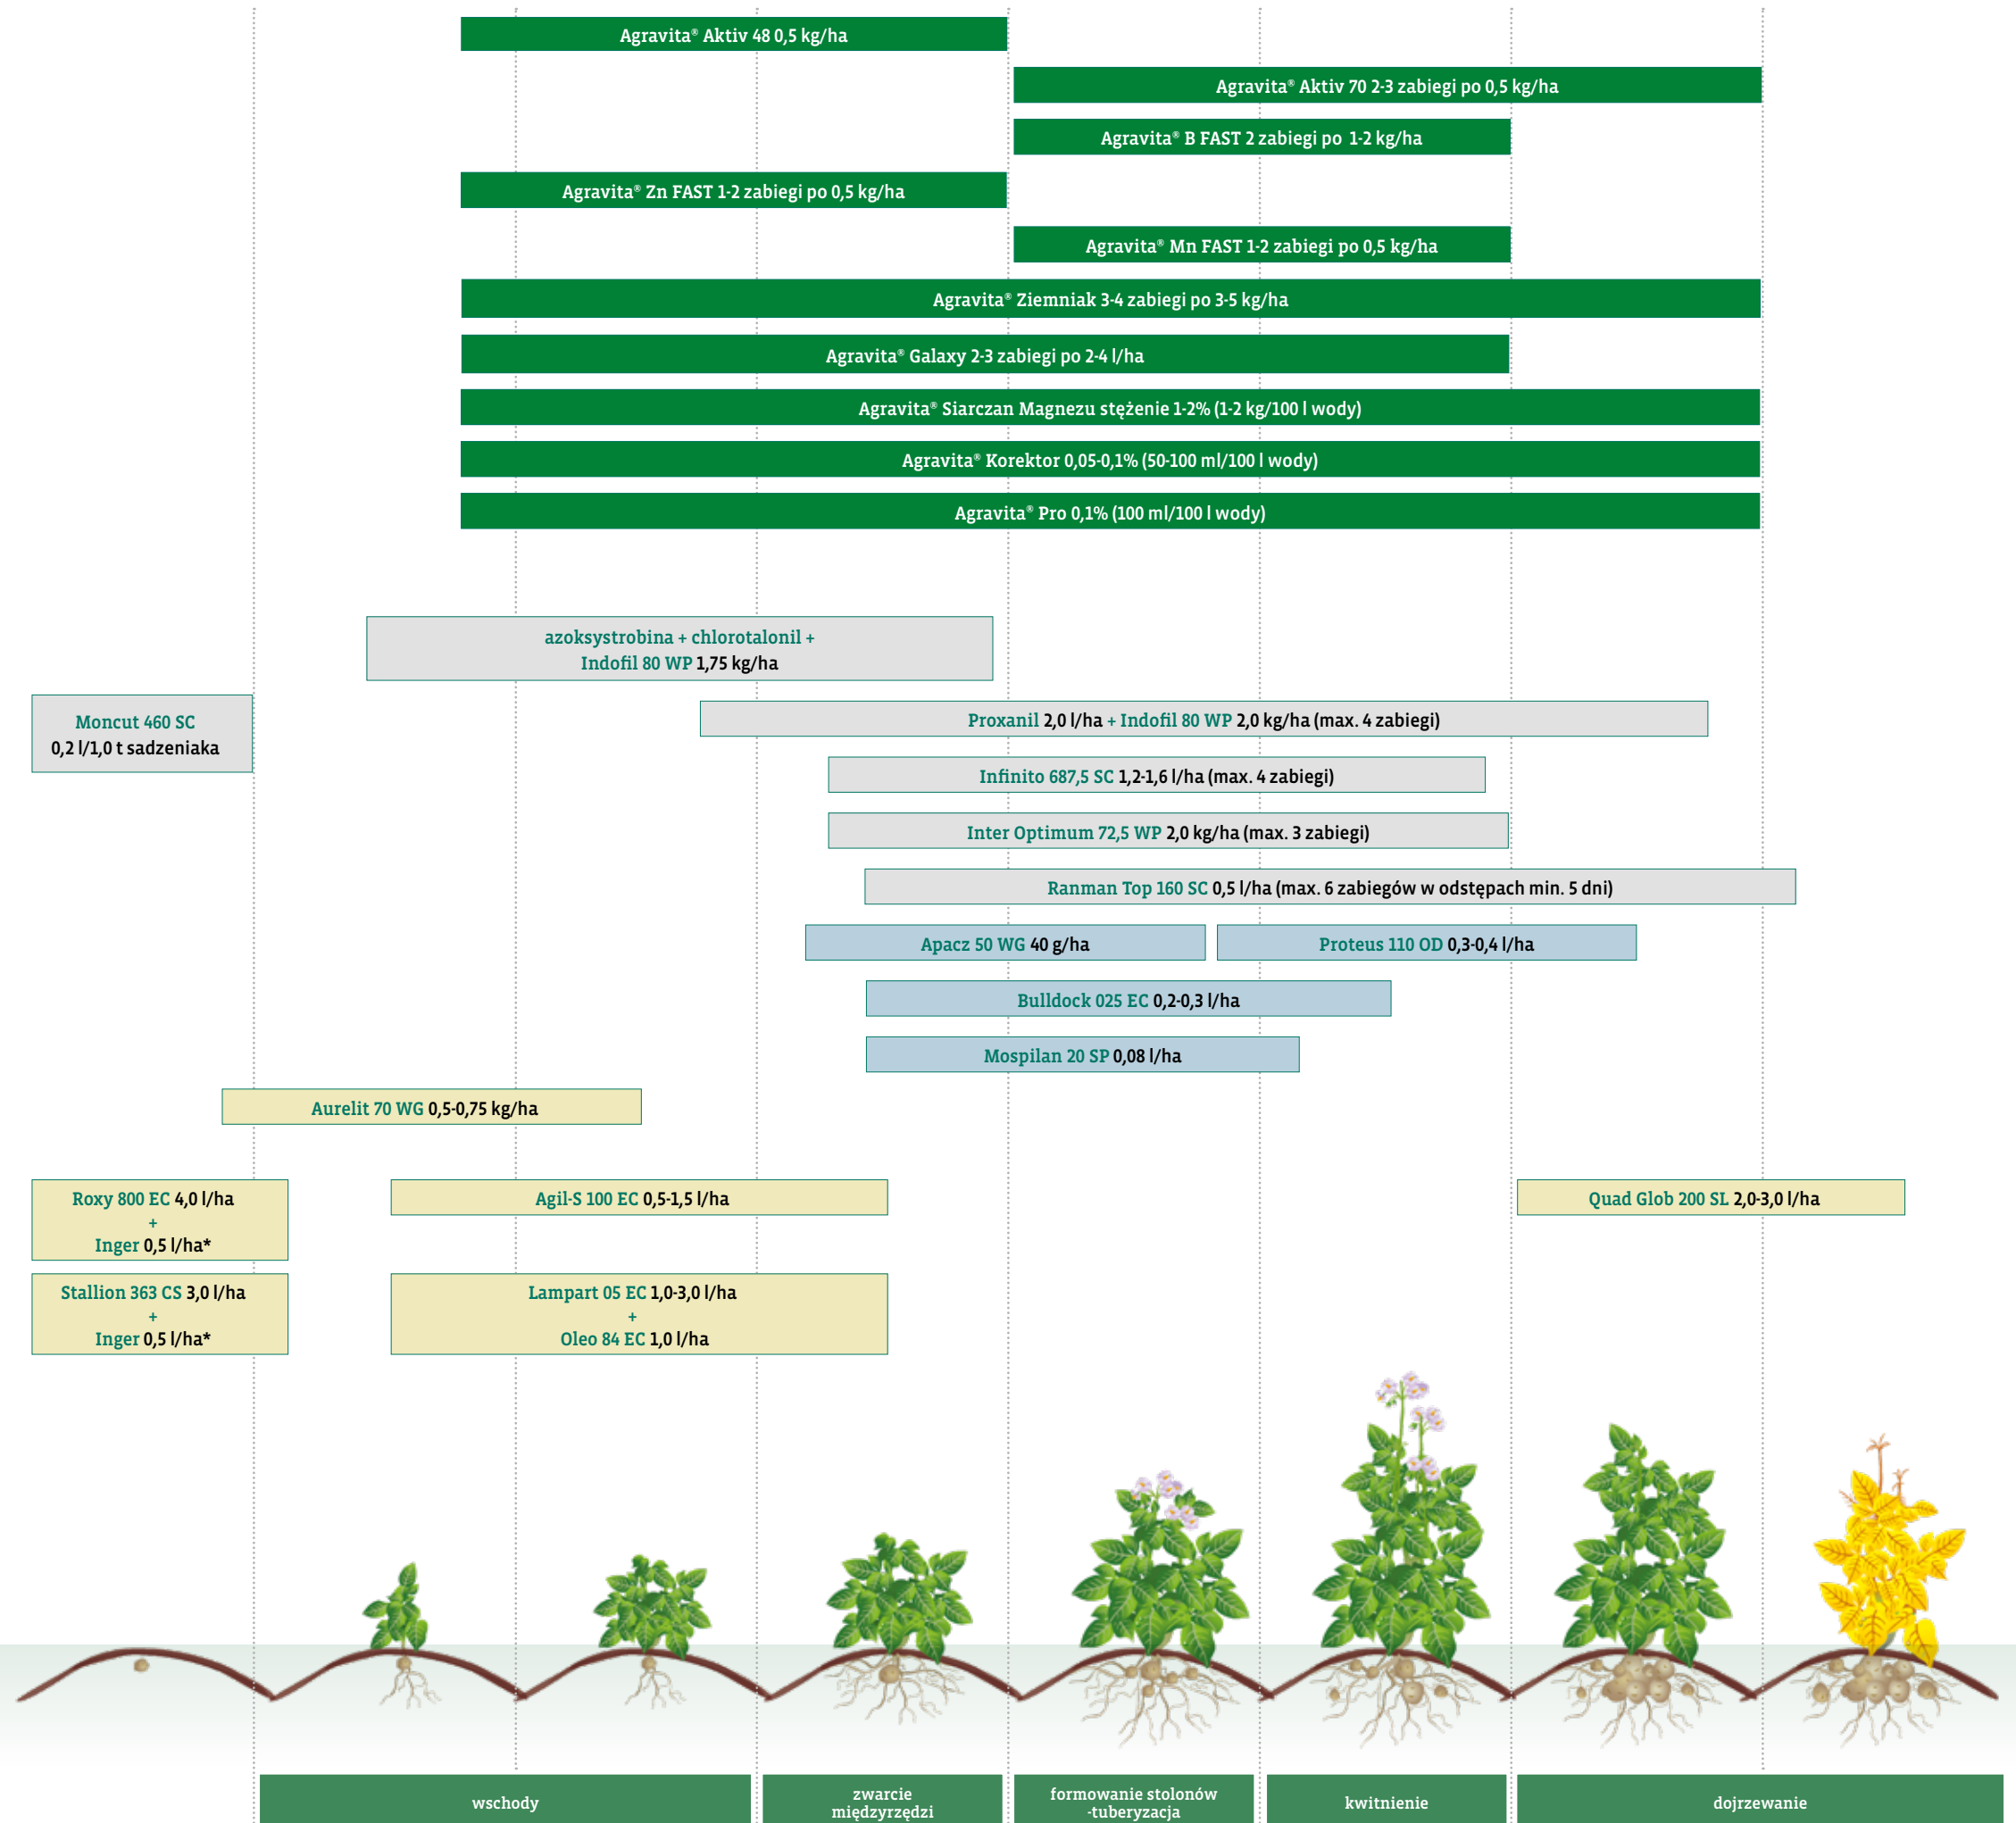 Agravita® Aktiv 48 0,5 kg/ha
Agravita® Aktiv 70 2-3 zabiegi po 0,5 kg/ha
Agravita® B FAST 2 zabiegi po 1-2 kg/ha
Agravita® Zn FAST 1-2 zabiegi po 0,5 kg/ha
Agravita® Mn FAST 1-2 zabiegi po 0,5 kg/ha
Agravita® Ziemniak 3-4 zabiegi po 3-5 kg/ha
Agravita® Galaxy 2-3 zabiegi po 2-4 l/ha
Agravita® Siarczan Magnezu stężenie 1-2% (1-2 kg/100 l wody)
Agravita® Korektor 0,05-0,1% (50-100 ml/100 l wody)
Agravita® Pro 0,1% (100 ml/100 l wody)
azoksystrobina + chlorotalonil +
Indofil 80 WP 1,75 kg/ha
Moncut 460 SC
0,2 l/1,0 t sadzeniaka
Proxanil 2,0 l/ha + Indofil 80 WP 2,0 kg/ha (max. 4 zabiegi)
Infinito 687,5 SC 1,2-1,6 l/ha (max. 4 zabiegi)
Inter Optimum 72,5 WP 2,0 kg/ha (max. 3 zabiegi)
Ranman Top 160 SC 0,5 l/ha (max. 6 zabiegów w odstępach min. 5 dni)
Apacz 50 WG 40 g/ha
Proteus 110 OD 0,3-0,4 l/ha
Bulldock 025 EC 0,2-0,3 l/ha
Mospilan 20 SP 0,08 l/ha
Aurelit 70 WG 0,5-0,75 kg/ha
Roxy 800 EC 4,0 l/ha
+
Inger 0,5 l/ha*
Agil-S 100 EC 0,5-1,5 l/ha
Quad Glob 200 SL 2,0-3,0 l/ha
Stallion 363 CS 3,0 l/ha
+
Inger 0,5 l/ha*
Lampart 05 EC 1,0-3,0 l/ha
+
Oleo 84 EC 1,0 l/ha
wschody
zwarcie
międzyrzędzi
formowanie stolonów
-tuberyzacja
kwitnienie
dojrzewanie